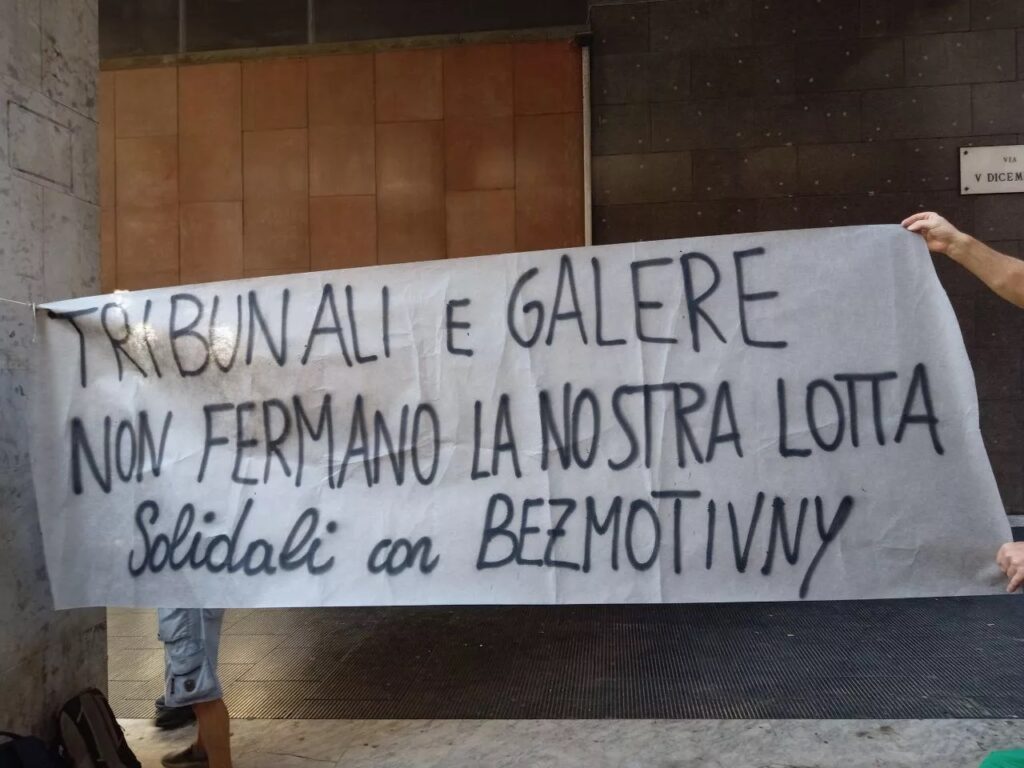 TRIBUNALI E GALERE
NON FERMANO LA NOSTRA LOTTA
Solidali con BEZMOTIVNY
VIA
V DICEM